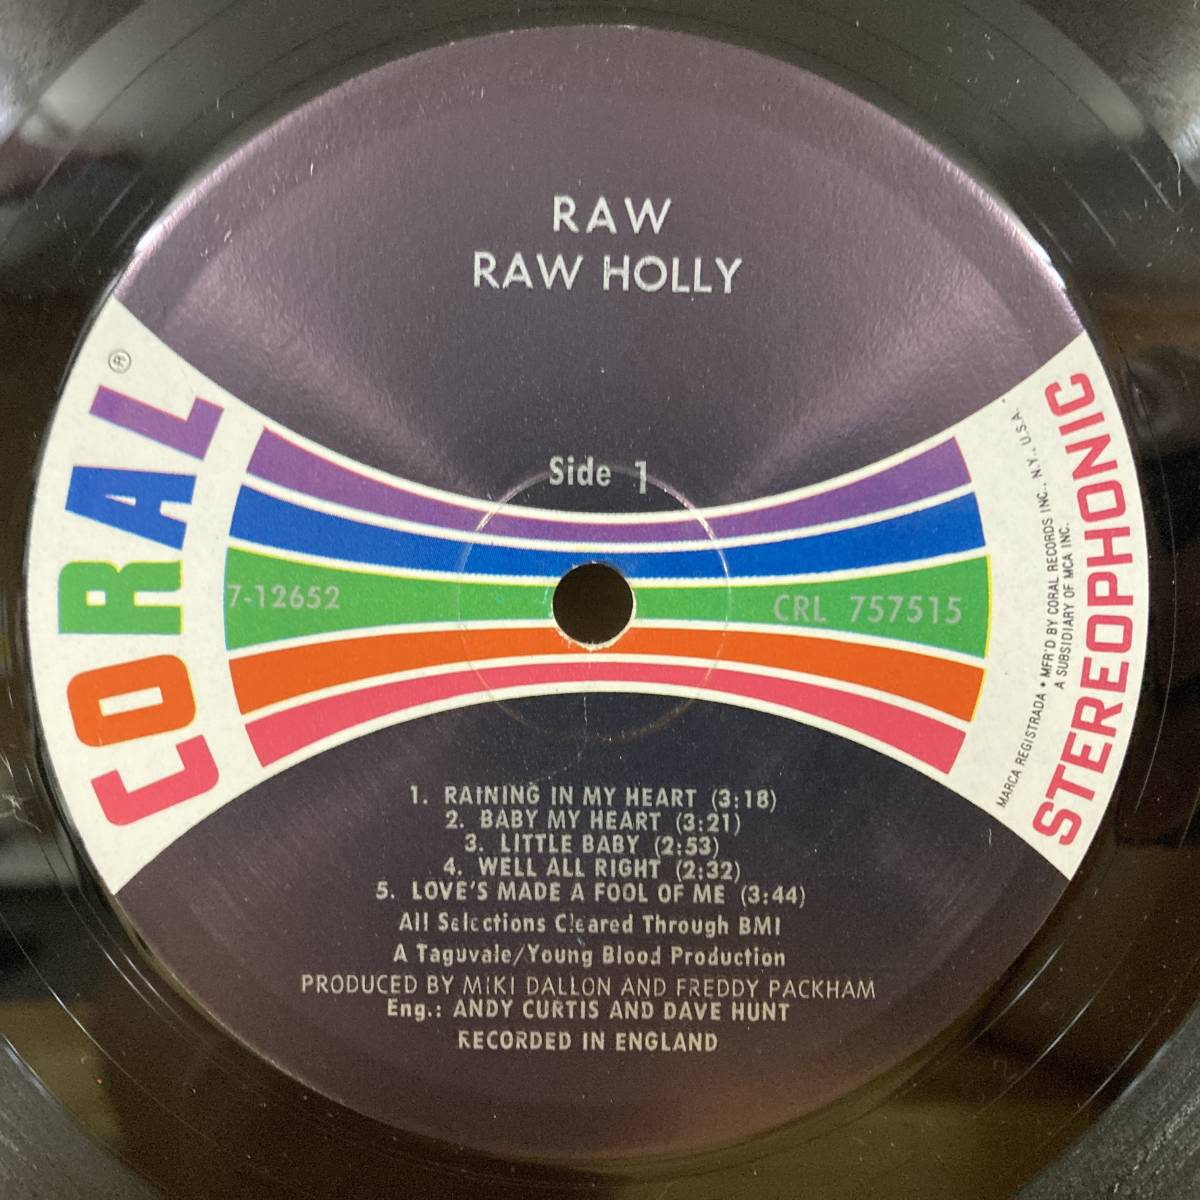 RAW
RAW HOLLY
CORAL ®
Side 1
7-12652
CRL 757515
STEREOPHONIC
MARCA REGISTRADA • MFR'D BY CORAL RECORDS INC., N.Y., U.S.A.
A SUBSIDIARY OF MCA INC.
1. RAINING IN MY HEART (3:18)
2. BABY MY HEART (3:21)
3. LITTLE BABY (2:53)
4. WELL ALL RIGHT (2:32)
5. LOVE'S MADE A FOOL OF ME (3:44)
All Selections Cleared Through BMI
A Taguvale/Young Blood Production
PRODUCED BY MIKI DALLON AND FREDDY PACKHAM
Eng.: ANDY CURTIS AND DAVE HUNT
RECORDED IN ENGLAND